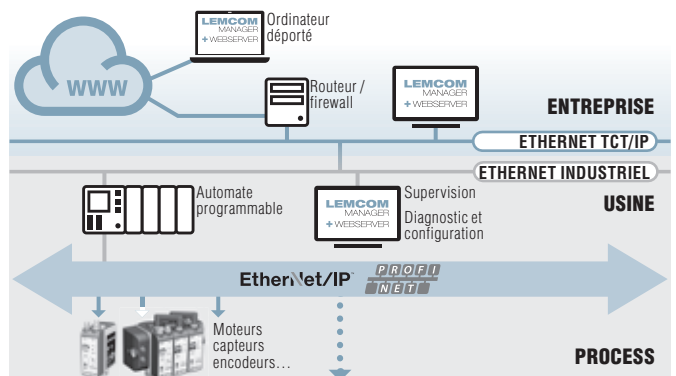 LEMCOM
MANAGER
+ WEBSERVER
Ordinateur
déporté
WWW
Routeur /
firewall
LEMCOM
MANAGER
+ WEBSERVER
ENTREPRISE
ETHERNET TCT/IP
ETHERNET INDUSTRIEL
USINE
Automate
programmable
LEMCOM
MANAGER
+ WEBSERVER
Supervision
Diagnostic et
configuration
EtherNet/IP™
PROFI
NET
Moteurs
capteurs
encodeurs...
PROCESS